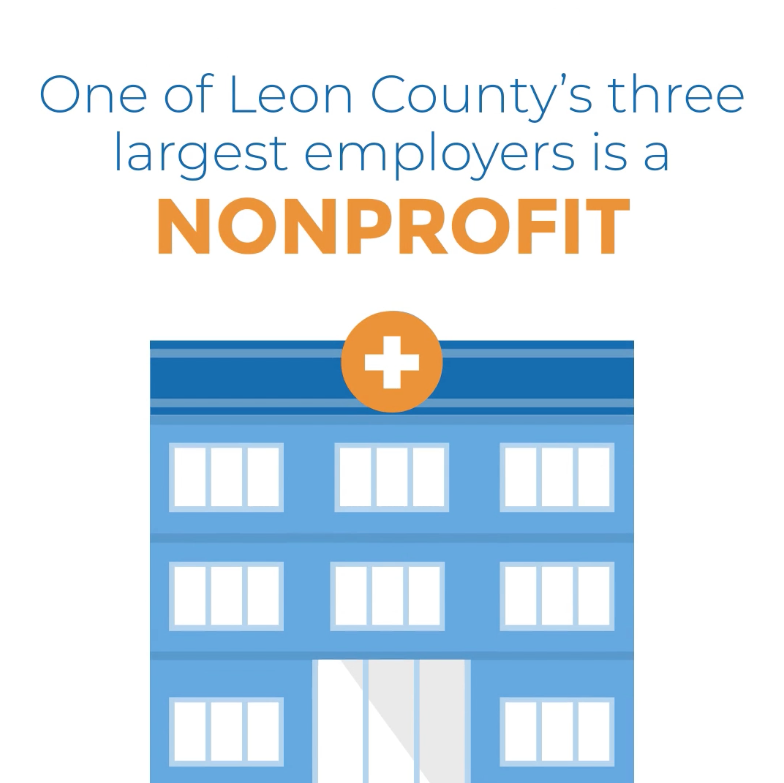 One of Leon County’s three
largest employers is a
NONPROFIT